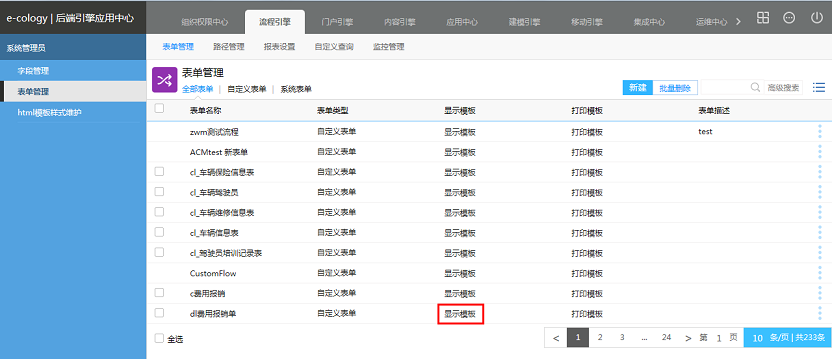 e-cology | 后端引擎应用中心
组织权限中心 流程引擎 门户引擎 内容引擎 应用中心 建模引擎 移动引擎 集成中心 运维中心 >
系统管理员
表单管理 路径管理 报表设置 自定义查询 监控管理
字段管理
表单管理
html模板样式维护
表单管理
全部表单 | 自定义表单 | 系统表单
新建 批量删除 高级搜索
表单名称 表单类型 显示模板 打印模板 表单描述
zwm测试流程 自定义表单 显示模板 打印模板 test
ACMtest 新表单 自定义表单 显示模板 打印模板
cl_车辆保险信息表 自定义表单 显示模板 打印模板
cl_车辆驾驶员 自定义表单 显示模板 打印模板
cl_车辆维修信息表 自定义表单 显示模板 打印模板
cl_车辆信息表 自定义表单 显示模板 打印模板
cl_驾驶员培训记录表 自定义表单 显示模板 打印模板
CustomFlow 自定义表单 显示模板 打印模板
c费用报销 自定义表单 显示模板 打印模板
dl费用报销单 自定义表单 显示模板 打印模板
全选
< 1 2 3 ... 24 > 第 1 页 10 条/页 | 共233条